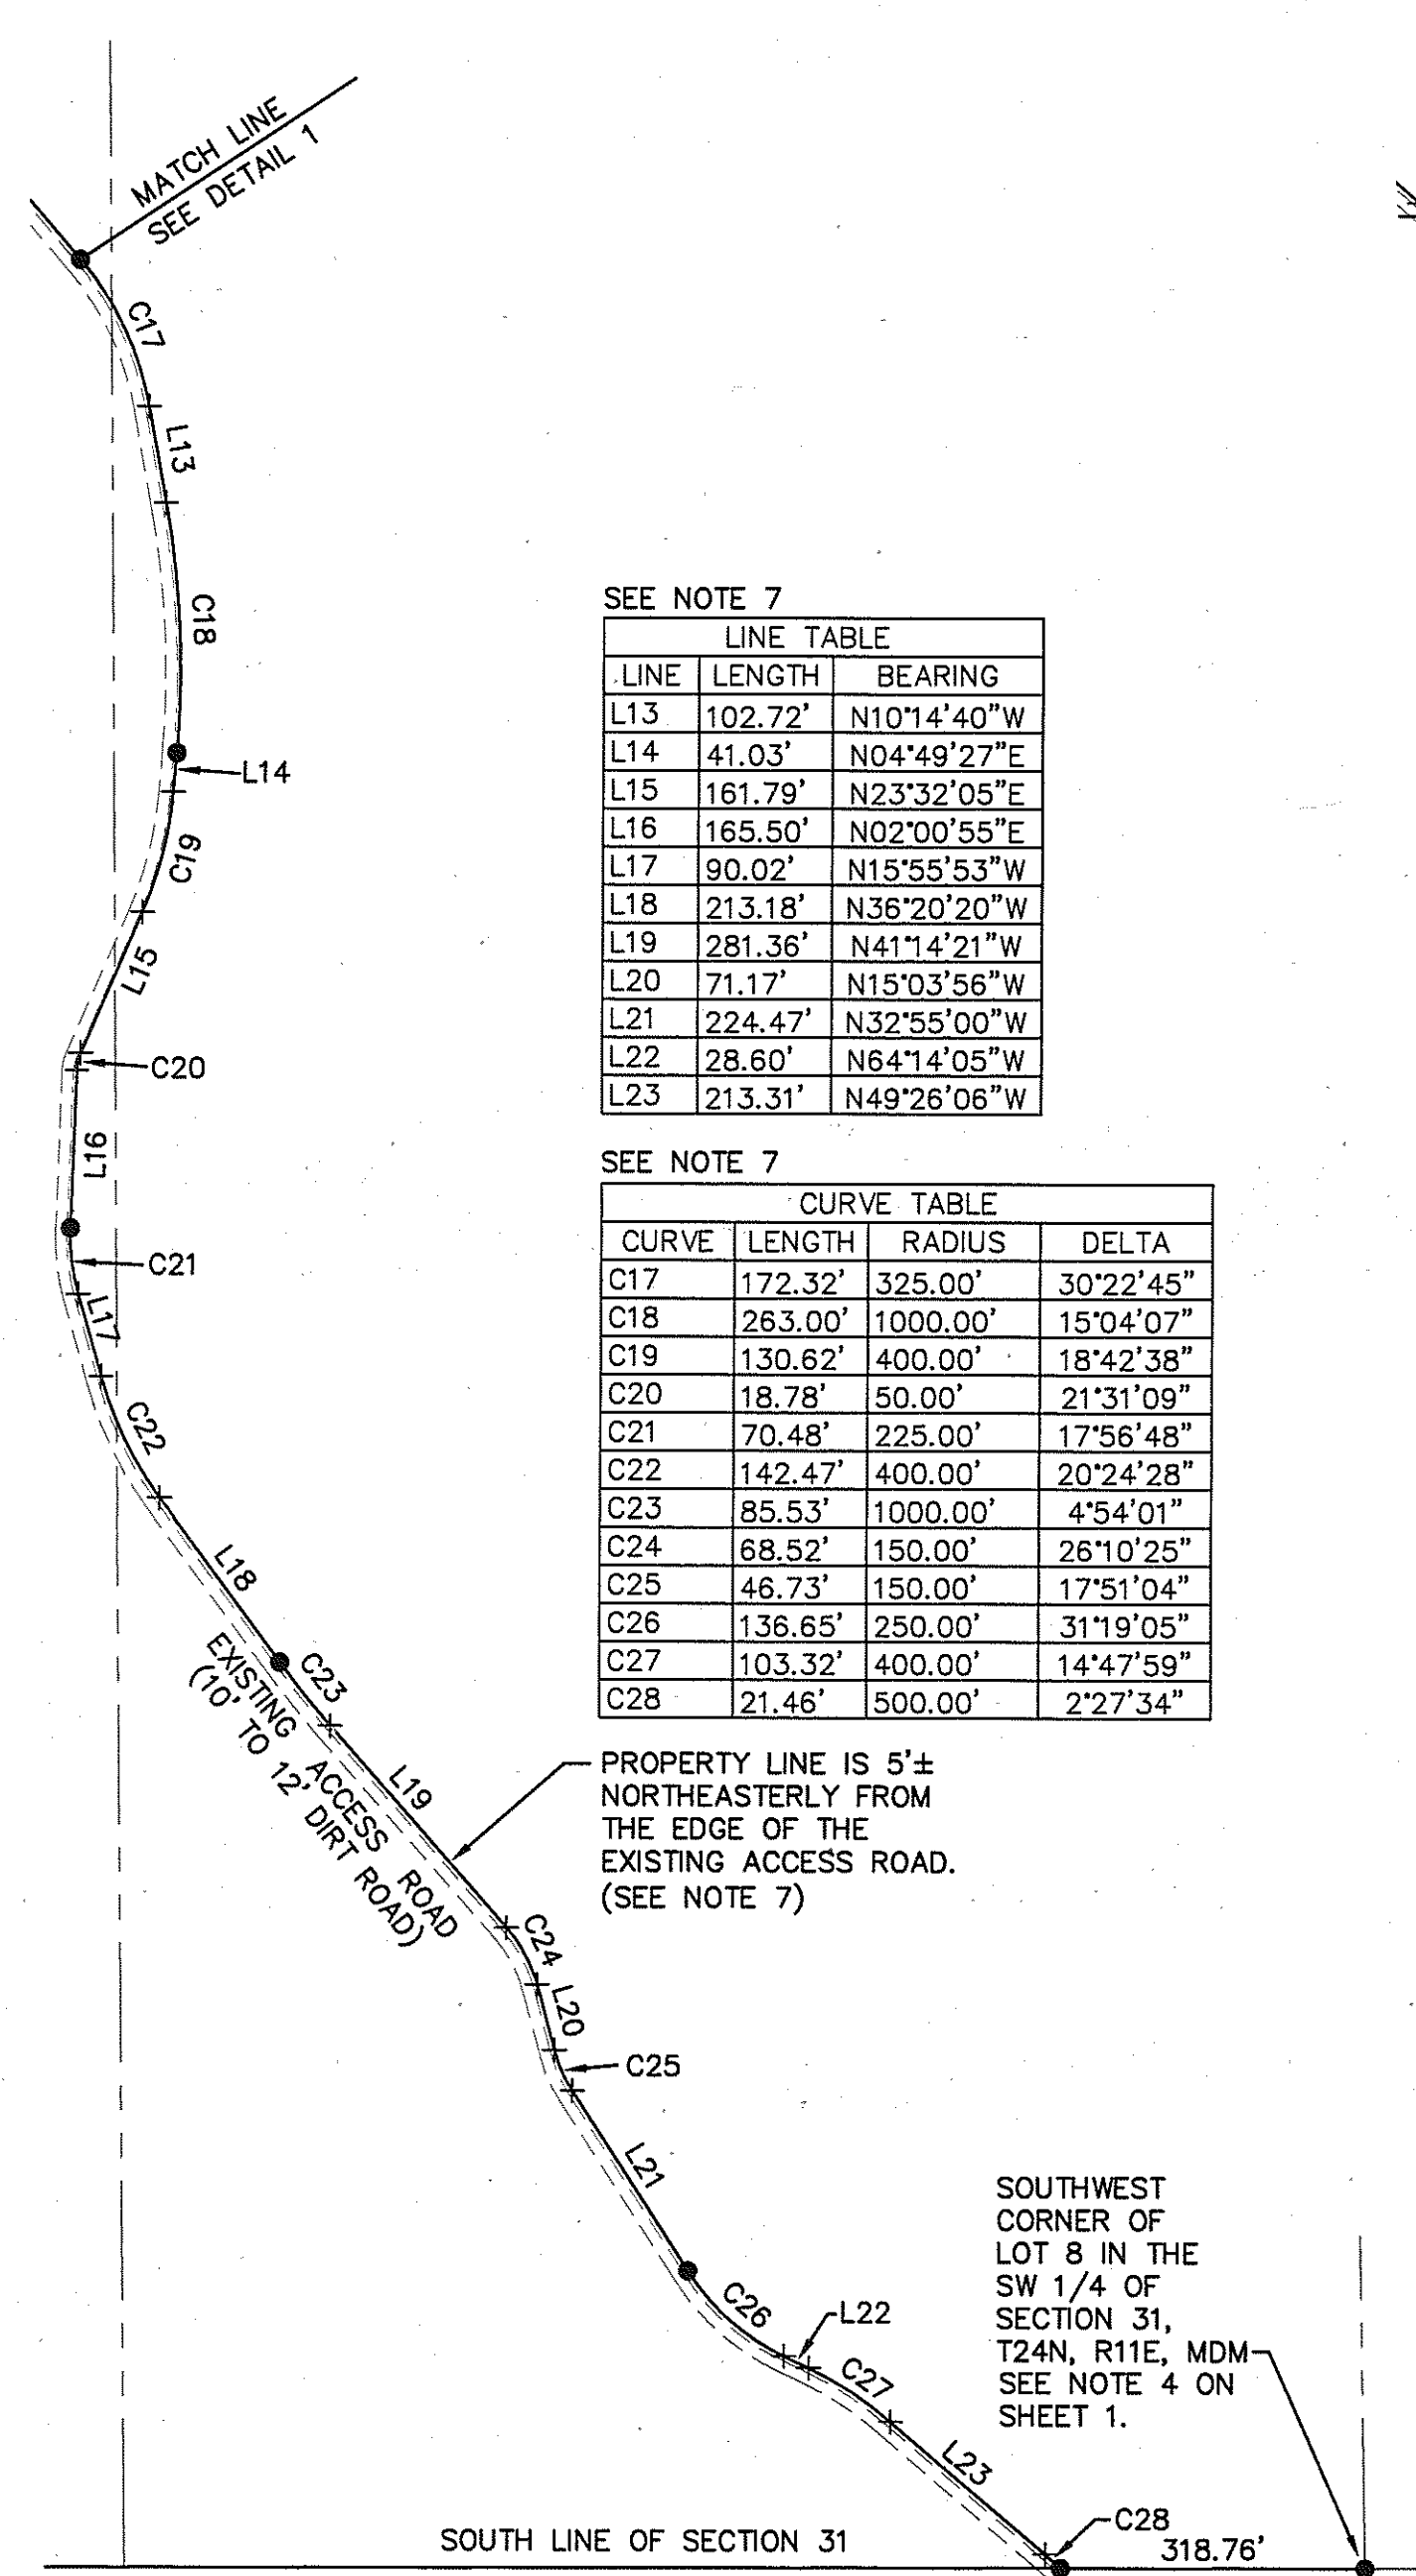 MATCH LINE
SEE DETAIL 1
C17
L13
C18
L14
C19
L15
C20
L16
C21
L17
C22
L18
C23
EXISTING ACCESS ROAD
(10' TO 12' DIRT ROAD)
L19
C24
L20
C25
L21
C26
L22
C27
L23
C28
318.76'
SOUTH LINE OF SECTION 31
SEE NOTE 7
LINE TABLE
LINE LENGTH BEARING
L13 102.72' N10°14'40"W
L14 41.03' N04°49'27"E
L15 161.79' N23°32'05"E
L16 165.50' N02°00'55"E
L17 90.02' N15°55'53"W
L18 213.18' N36°20'20"W
L19 281.36' N41°14'21"W
L20 71.17' N15°03'56"W
L21 224.47' N32°55'00"W
L22 28.60' N64°14'05"W
L23 213.31' N49°26'06"W
SEE NOTE 7
CURVE TABLE
CURVE LENGTH RADIUS DELTA
C17 172.32' 325.00' 30°22'45"
C18 263.00' 1000.00' 15°04'07"
C19 130.62' 400.00' 18°42'38"
C20 18.78' 50.00' 21°31'09"
C21 70.48' 225.00' 17°56'48"
C22 142.47' 400.00' 20°24'28"
C23 85.53' 1000.00' 4°54'01"
C24 68.52' 150.00' 26°10'25"
C25 46.73' 150.00' 17°51'04"
C26 136.65' 250.00' 31°19'05"
C27 103.32' 400.00' 14°47'59"
C28 21.46' 500.00' 2°27'34"
PROPERTY LINE IS 5'±
NORTHEASTERLY FROM
THE EDGE OF THE
EXISTING ACCESS ROAD.
(SEE NOTE 7)
SOUTHWEST
CORNER OF
LOT 8 IN THE
SW 1/4 OF
SECTION 31,
T24N, R11E, MDM
SEE NOTE 4 ON
SHEET 1.